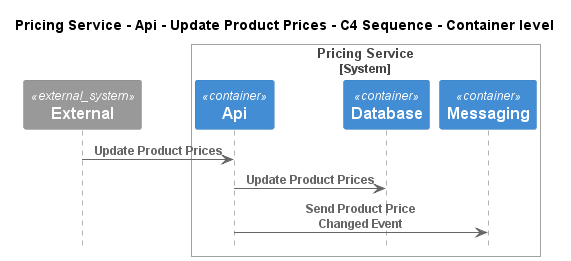 Pricing Service - Api - Update Product Prices - C4 Sequence - Container level
Pricing Service
[System]
«external_system»
External
«container»
Api
«container»
Database
«container»
Messaging
Update Product Prices
Update Product Prices
Send Product Price
Changed Event